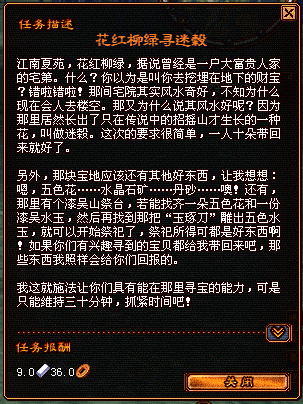 任务描述
花红柳绿寻迷榖
江南夏苑，花红柳绿，据说曾经是一户大富贵人家
的宅第。什么？你以为是叫你去挖埋在地下的财宝
？错啦错啦！那间宅院其实风水奇好，不知为什么
现在会人去楼空。那又为什么说其风水好呢？因为
那里居然长出了只在传说中的招摇山才生长的一种
花，叫做迷榖。这次的要求很简单，一人十朵带回
来就好了。
另外，那块宝地应该还有其他好东西，让我想想：
嗯，五色花……水晶石矿……丹砂……噢！还有，
那里有个漆吴山祭台，若能找齐一朵五色花和一份
漆吴水玉，然后再找到那把“玉琢刀”雕出五色水
玉，就可以开始祭祀了，祭祀所得可都是好东西啊
！如果你们有兴趣寻到的宝贝都给我带回来吧，那
些东西我照样会给你们回报的。
我这就施法让你们具有能在那里寻宝的能力，可是
只能维持三十分钟，抓紧时间吧！
任务报酬
9.0 36.0
关闭